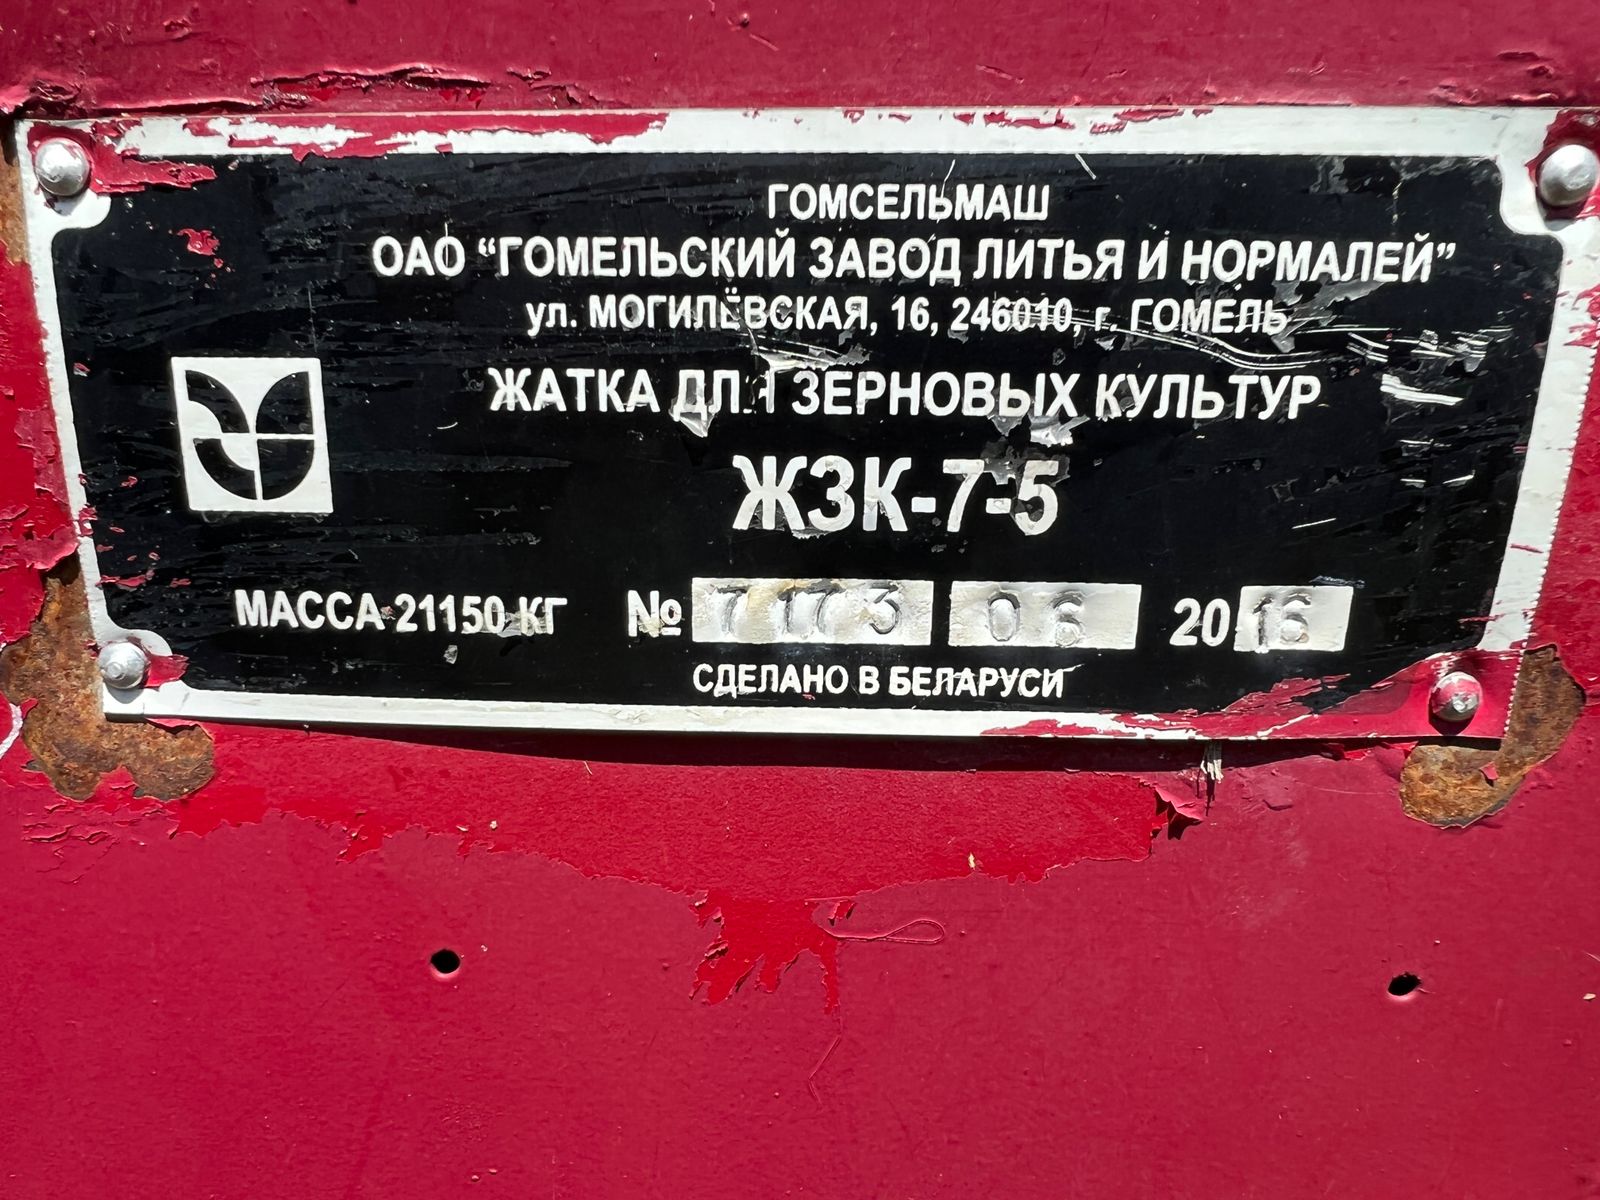 ГОМСЕЛЬМАШ
ОАО “ГОМЕЛЬСКИЙ ЗАВОД ЛИТЬЯ И НОРМАЛЕЙ”
ул. МОГИЛЁВСКАЯ, 16, 246010, г. ГОМЕЛЬ
ЖАТКА ДЛЯ ЗЕРНОВЫХ КУЛЬТУР
ЖЗК-7-5
МАССА 21150 КГ № 7173 06 2016
СДЕЛАНО В БЕЛАРУСИ